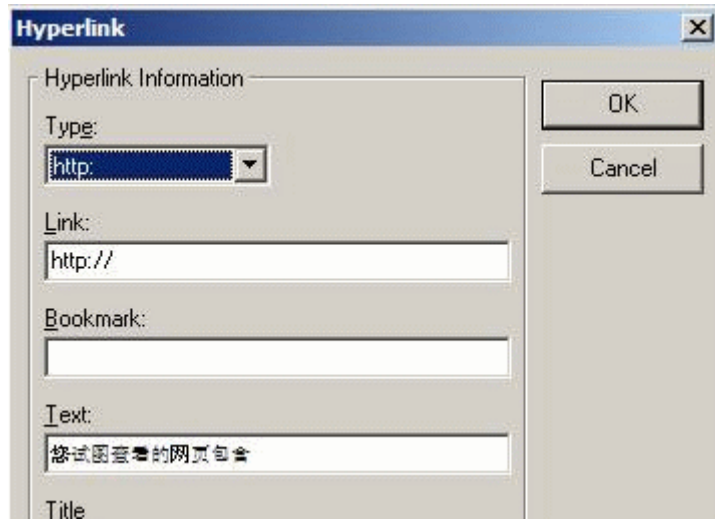 Hyperlink
Hyperlink Information
OK
Type:
http:
Cancel
Link:
http://
Bookmark:
Text:
您试图查看的网页包含
Title